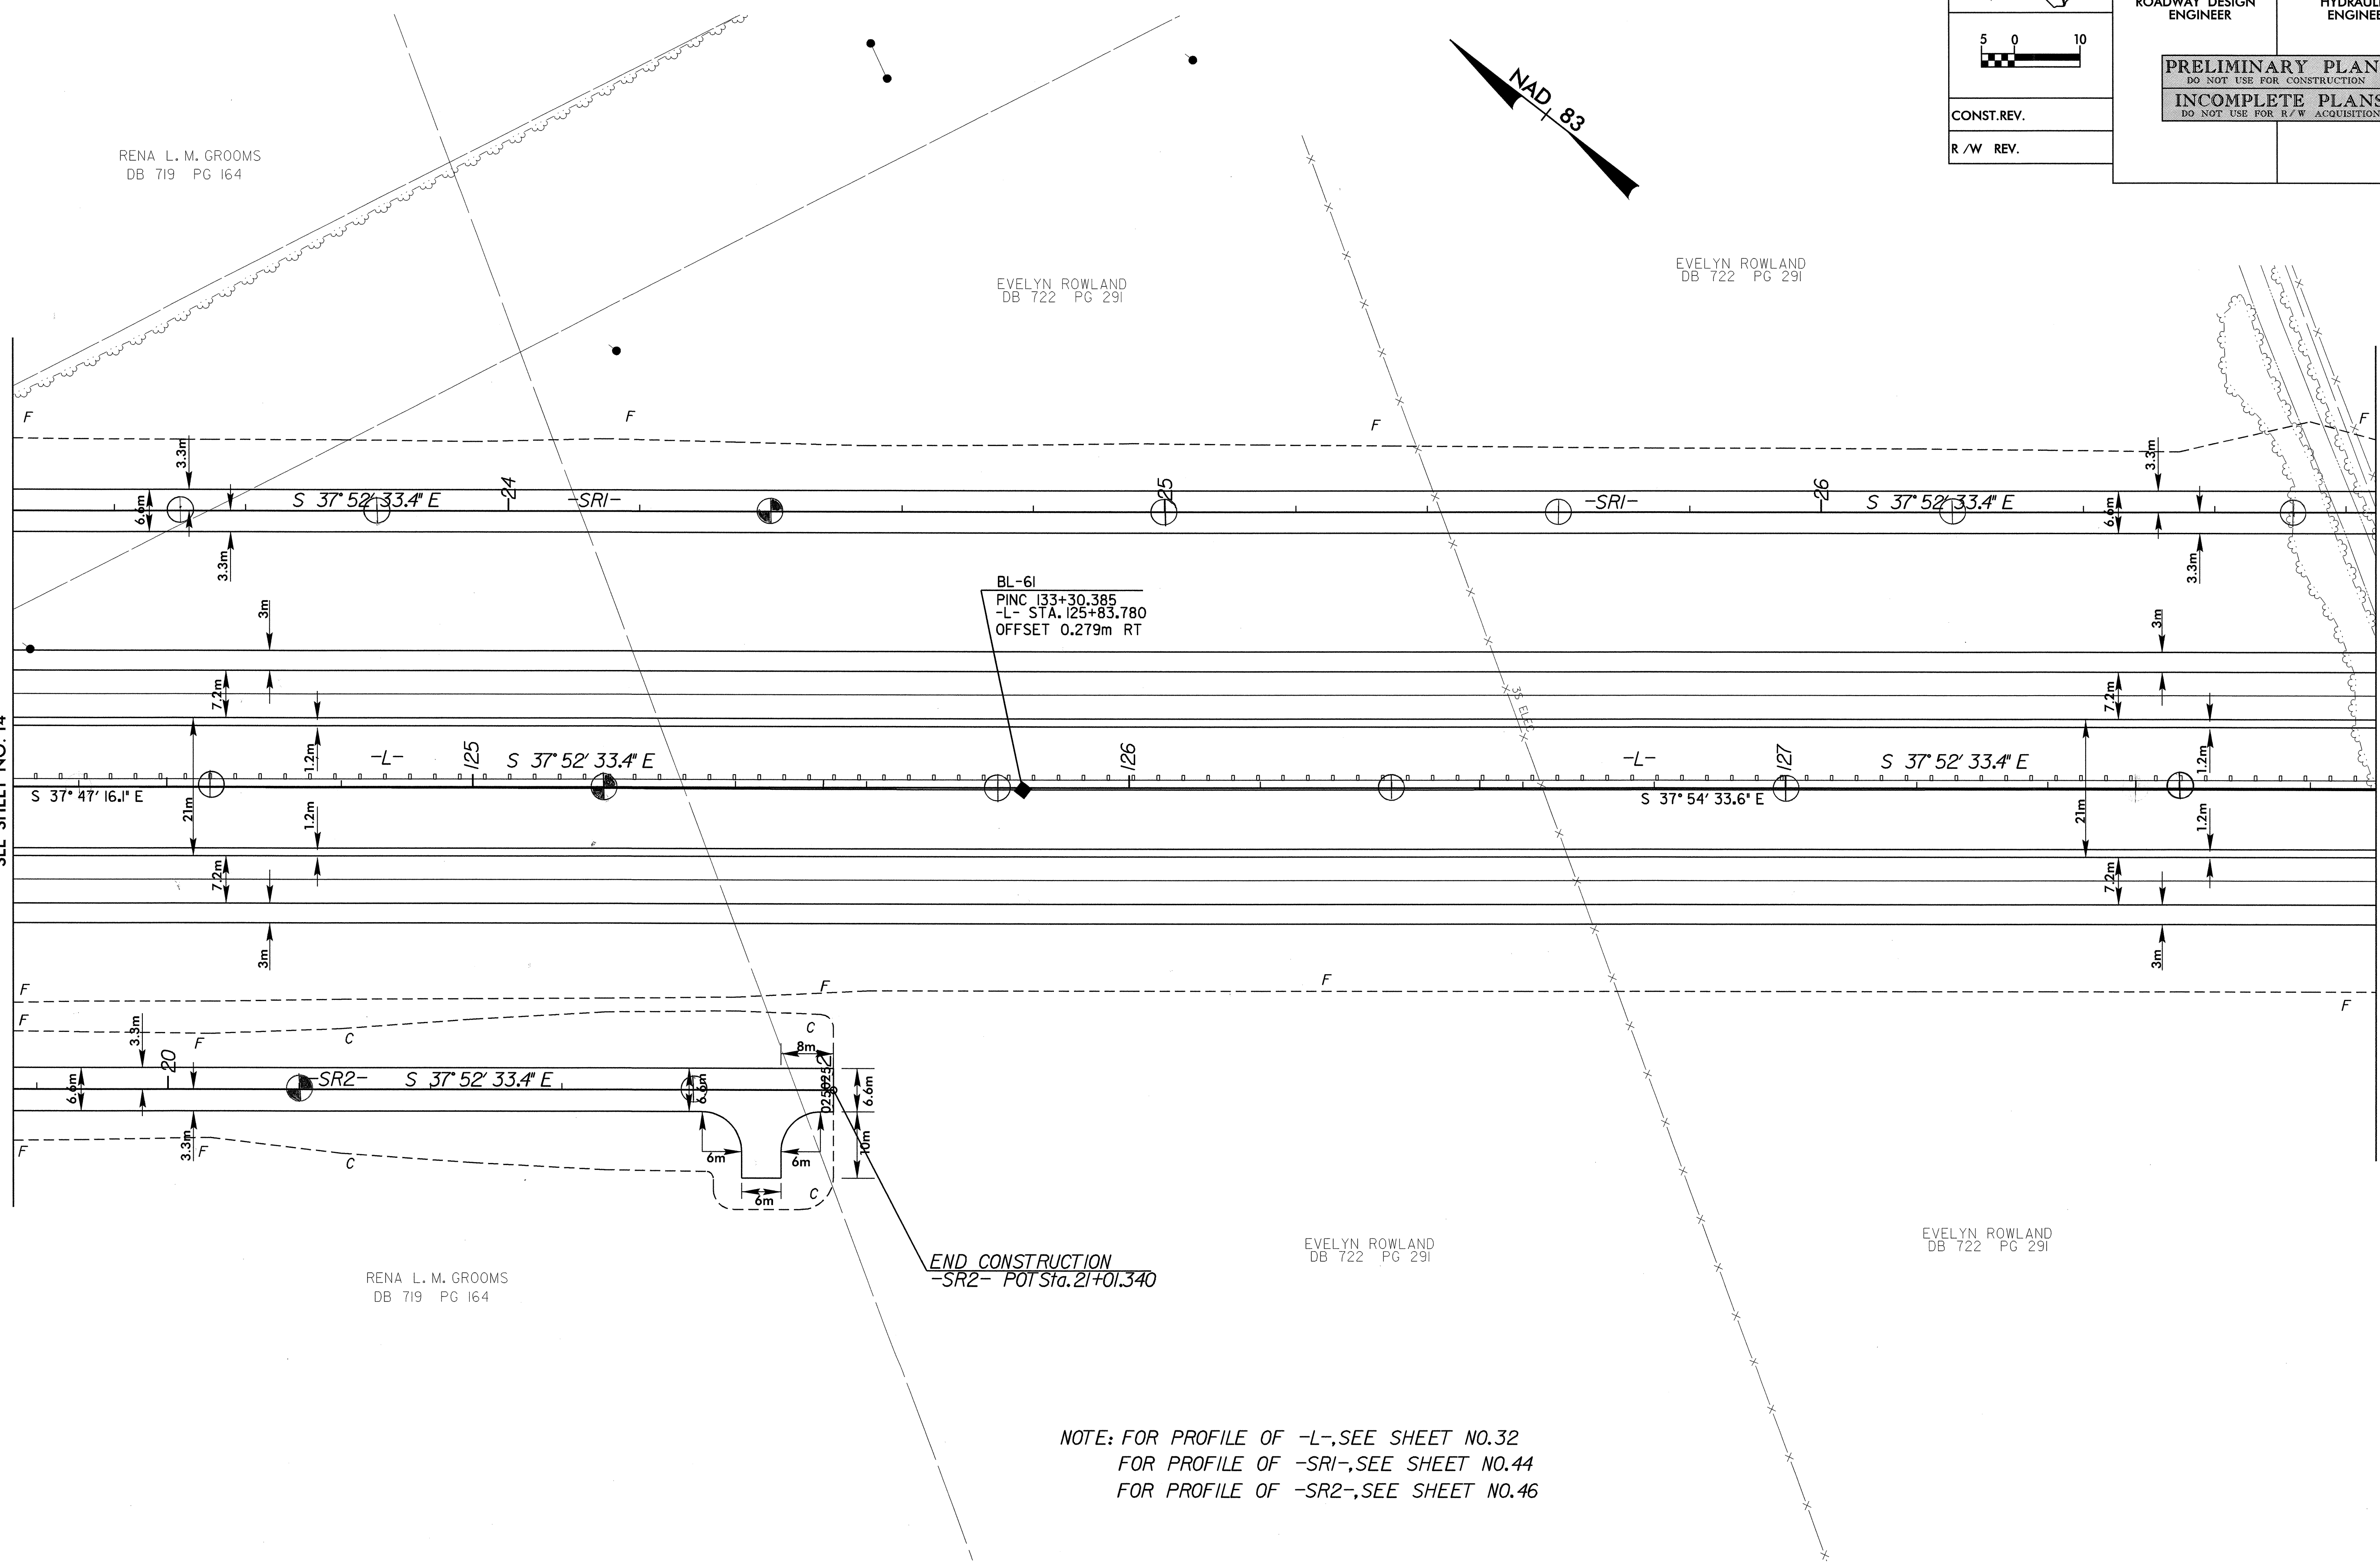 ROADWAY DESIGN
ENGINEER
HYDRAULI
ENGINEE
5 0 10
PRELIMINARY PLAN
DO NOT USE FOR CONSTRUCTION
INCOMPLETE PLANS
DO NOT USE FOR R/W ACQUISITION
CONST.REV.
R /W REV.
NAD 83
RENA L. M. GROOMS
DB 719 PG 164
EVELYN ROWLAND
DB 722 PG 291
EVELYN ROWLAND
DB 722 PG 291
F
F
F
F
3.3m
3.3m
6.6m
S 37° 52' 33.4" E
24
-SR1-
25
-SR1-
26
S 37° 52' 33.4" E
6.6m
3.3m
3.3m
BL-61
PINC 133+30.385
-L- STA. 125+83.780
OFFSET 0.279m RT
3m
3m
7.2m
7.2m
35 ELEC
1.2m
-L-
125
S 37° 52' 33.4" E
126
-L-
127
S 37° 52' 33.4" E
1.2m
S 37° 47' 16.1" E
S 37° 54' 33.6" E
21m
1.2m
21m
1.2m
7.2m
7.2m
3m
3m
SEE SHEET NO. 14
F
F
F
F
F
F
C
C
3.3m
20
8m
6.6m
-SR2-
S 37° 52' 33.4" E
6.6m
6.6m
3.3m
F
F
C
6m
6m
10m
6m
C
END CONSTRUCTION
-SR2- POT Sta. 21+01.340
RENA L. M. GROOMS
DB 719 PG 164
EVELYN ROWLAND
DB 722 PG 291
EVELYN ROWLAND
DB 722 PG 291
NOTE: FOR PROFILE OF -L-, SEE SHEET NO.32
FOR PROFILE OF -SR1-, SEE SHEET NO.44
FOR PROFILE OF -SR2-, SEE SHEET NO.46